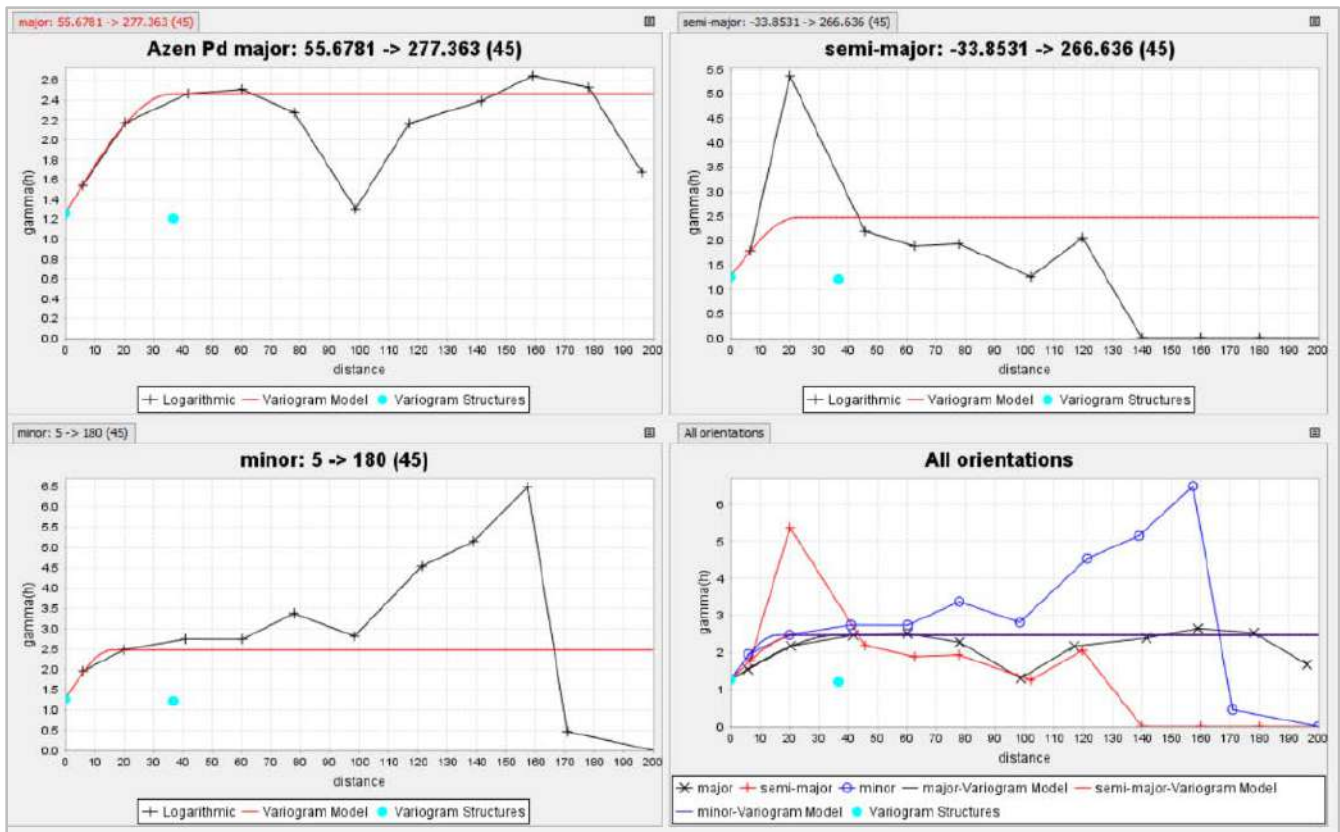 major: 55.6781 -> 277.363 (45)
Azen Pd major: 55.6781 -> 277.363 (45)
gamma(h)
2.6
2.4
2.2
2.0
1.8
1.6
1.4
1.2
1.0
0.8
0.6
0.4
0.2
0.0
0 10 20 30 40 50 60 70 80 90 100 110 120 130 140 150 160 170 180 190 200
distance
Logarithmic Variogram Model Variogram Structures
semi-major: -33.8531 -> 266.636 (45)
semi-major: -33.8531 -> 266.636 (45)
gamma(h)
5.5
5.0
4.5
4.0
3.5
3.0
2.5
2.0
1.5
1.0
0.5
0.0
0 10 20 30 40 50 60 70 80 90 100 110 120 130 140 150 160 170 180 190 200
distance
Logarithmic Variogram Model Variogram Structures
minor: 5 -> 180 (45)
minor: 5 -> 180 (45)
gamma(h)
6.5
6.0
5.5
5.0
4.5
4.0
3.5
3.0
2.5
2.0
1.5
1.0
0.5
0.0
0 10 20 30 40 50 60 70 80 90 100 110 120 130 140 150 160 170 180 190 200
distance
Logarithmic Variogram Model Variogram Structures
All orientations
All orientations
gamma(h)
6
5
4
3
2
1
0
0 10 20 30 40 50 60 70 80 90 100 110 120 130 140 150 160 170 180 190 200
distance
major semi-major minor major-Variogram Model semi-major-Variogram Model
minor-Variogram Model Variogram Structures